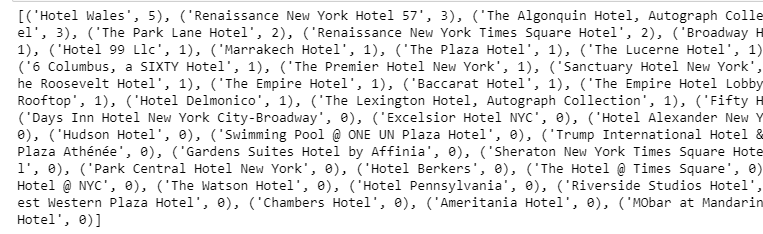 [('Hotel Wales', 5), ('Renaissance New York Hotel 57', 3), ('The Algonquin Hotel, Autograph Colle
el', 3), ('The Park Lane Hotel', 2), ('Renaissance New York Times Square Hotel', 2), ('Broadway H
1), ('Hotel 99 Llc', 1), ('Marrakech Hotel', 1), ('The Plaza Hotel', 1), ('The Lucerne Hotel', 1)
('6 Columbus, a SIXTY Hotel', 1), ('The Premier Hotel New York', 1), ('Sanctuary Hotel New York',
he Roosevelt Hotel', 1), ('The Empire Hotel', 1), ('Baccarat Hotel', 1), ('The Empire Hotel Lobby
Rooftop', 1), ('Hotel Delmonico', 1), ('The Lexington Hotel, Autograph Collection', 1), ('Fifty H
('Days Inn Hotel New York City-Broadway', 0), ('Excelsior Hotel NYC', 0), ('Hotel Alexander New Y
0), ('Hudson Hotel', 0), ('Swimming Pool @ ONE UN Plaza Hotel', 0), ('Trump International Hotel &
Plaza Athénée', 0), ('Gardens Suites Hotel by Affinia', 0), ('Sheraton New York Times Square Hote
l', 0), ('Park Central Hotel New York', 0), ('Hotel Berkers', 0), ('The Hotel @ Times Square', 0)
Hotel @ NYC', 0), ('The Watson Hotel', 0), ('Hotel Pennsylvania', 0), ('Riverside Studios Hotel',
est Western Plaza Hotel', 0), ('Chambers Hotel', 0), ('Ameritania Hotel', 0), ('MObar at Mandarin
Hotel', 0)]